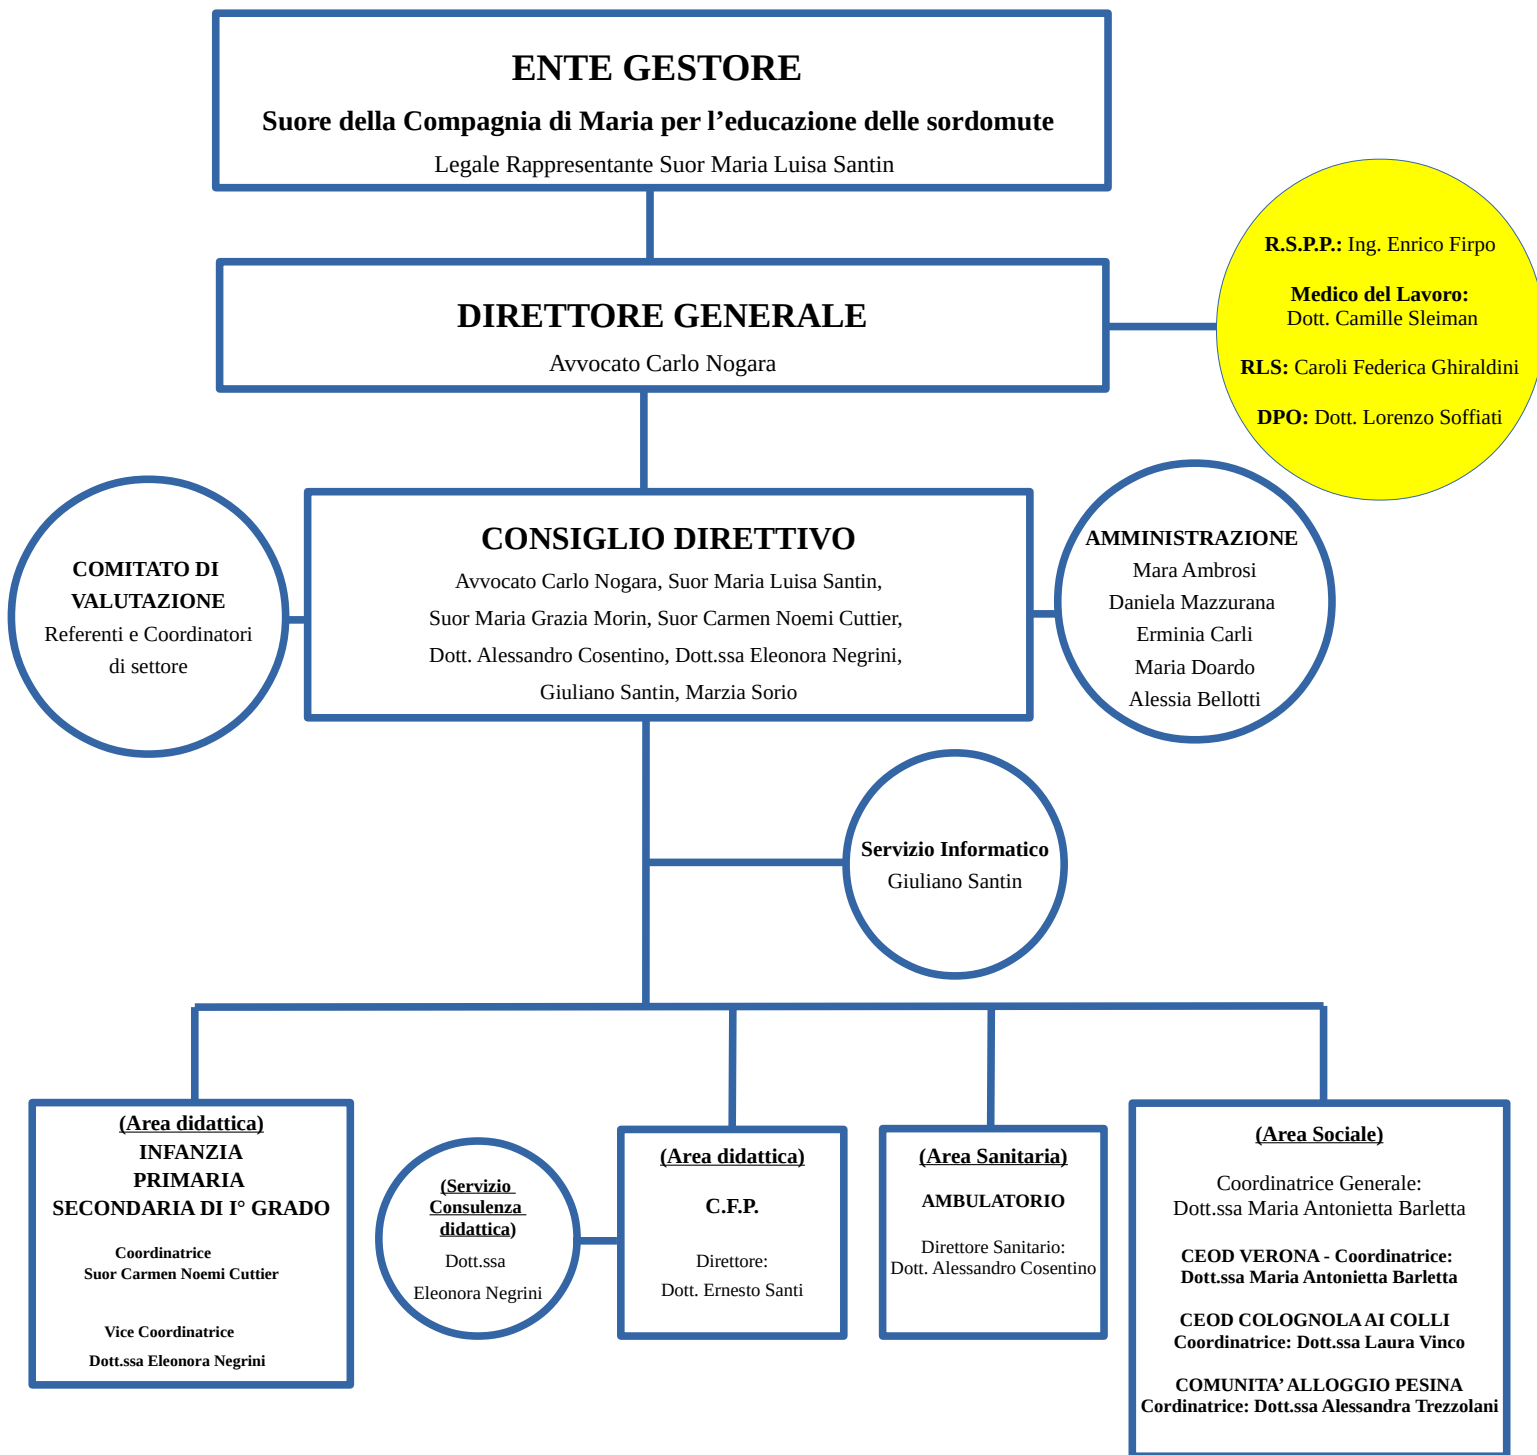 ENTE GESTORE
Suore della Compagnia di Maria per l’educazione delle sordomute
Legale Rappresentante Suor Maria Luisa Santin
DIRETTORE GENERALE
Avvocato Carlo Nogara
R.S.P.P.: Ing. Enrico Firpo
Medico del Lavoro:
Dott. Camille Sleiman
RLS: Caroli Federica Ghiraldini
DPO: Dott. Lorenzo Soffiati
COMITATO DI
VALUTAZIONE
Referenti e Coordinatori
di settore
CONSIGLIO DIRETTIVO
Avvocato Carlo Nogara, Suor Maria Luisa Santin,
Suor Maria Grazia Morin, Suor Carmen Noemi Cuttier,
Dott. Alessandro Cosentino, Dott.ssa Eleonora Negrini,
Giuliano Santin, Marzia Sorio
AMMINISTRAZIONE
Mara Ambrosi
Daniela Mazzurana
Erminia Carli
Maria Doardo
Alessia Bellotti
Servizio Informatico
Giuliano Santin
(Area didattica)
INFANZIA
PRIMARIA
SECONDARIA DI I° GRADO
Coordinatrice
Suor Carmen Noemi Cuttier
Vice Coordinatrice
Dott.ssa Eleonora Negrini
(Servizio
Consulenza
didattica)
Dott.ssa
Eleonora Negrini
(Area didattica)
C.F.P.
Direttore:
Dott. Ernesto Santi
(Area Sanitaria)
AMBULATORIO
Direttore Sanitario:
Dott. Alessandro Cosentino
(Area Sociale)
Coordinatrice Generale:
Dott.ssa Maria Antonietta Barletta
CEOD VERONA - Coordinatrice:
Dott.ssa Maria Antonietta Barletta
CEOD COLOGNOLA AI COLLI
Coordinatrice: Dott.ssa Laura Vinco
COMUNITA’ ALLOGGIO PESINA
Cordinatrice: Dott.ssa Alessandra Trezzolani